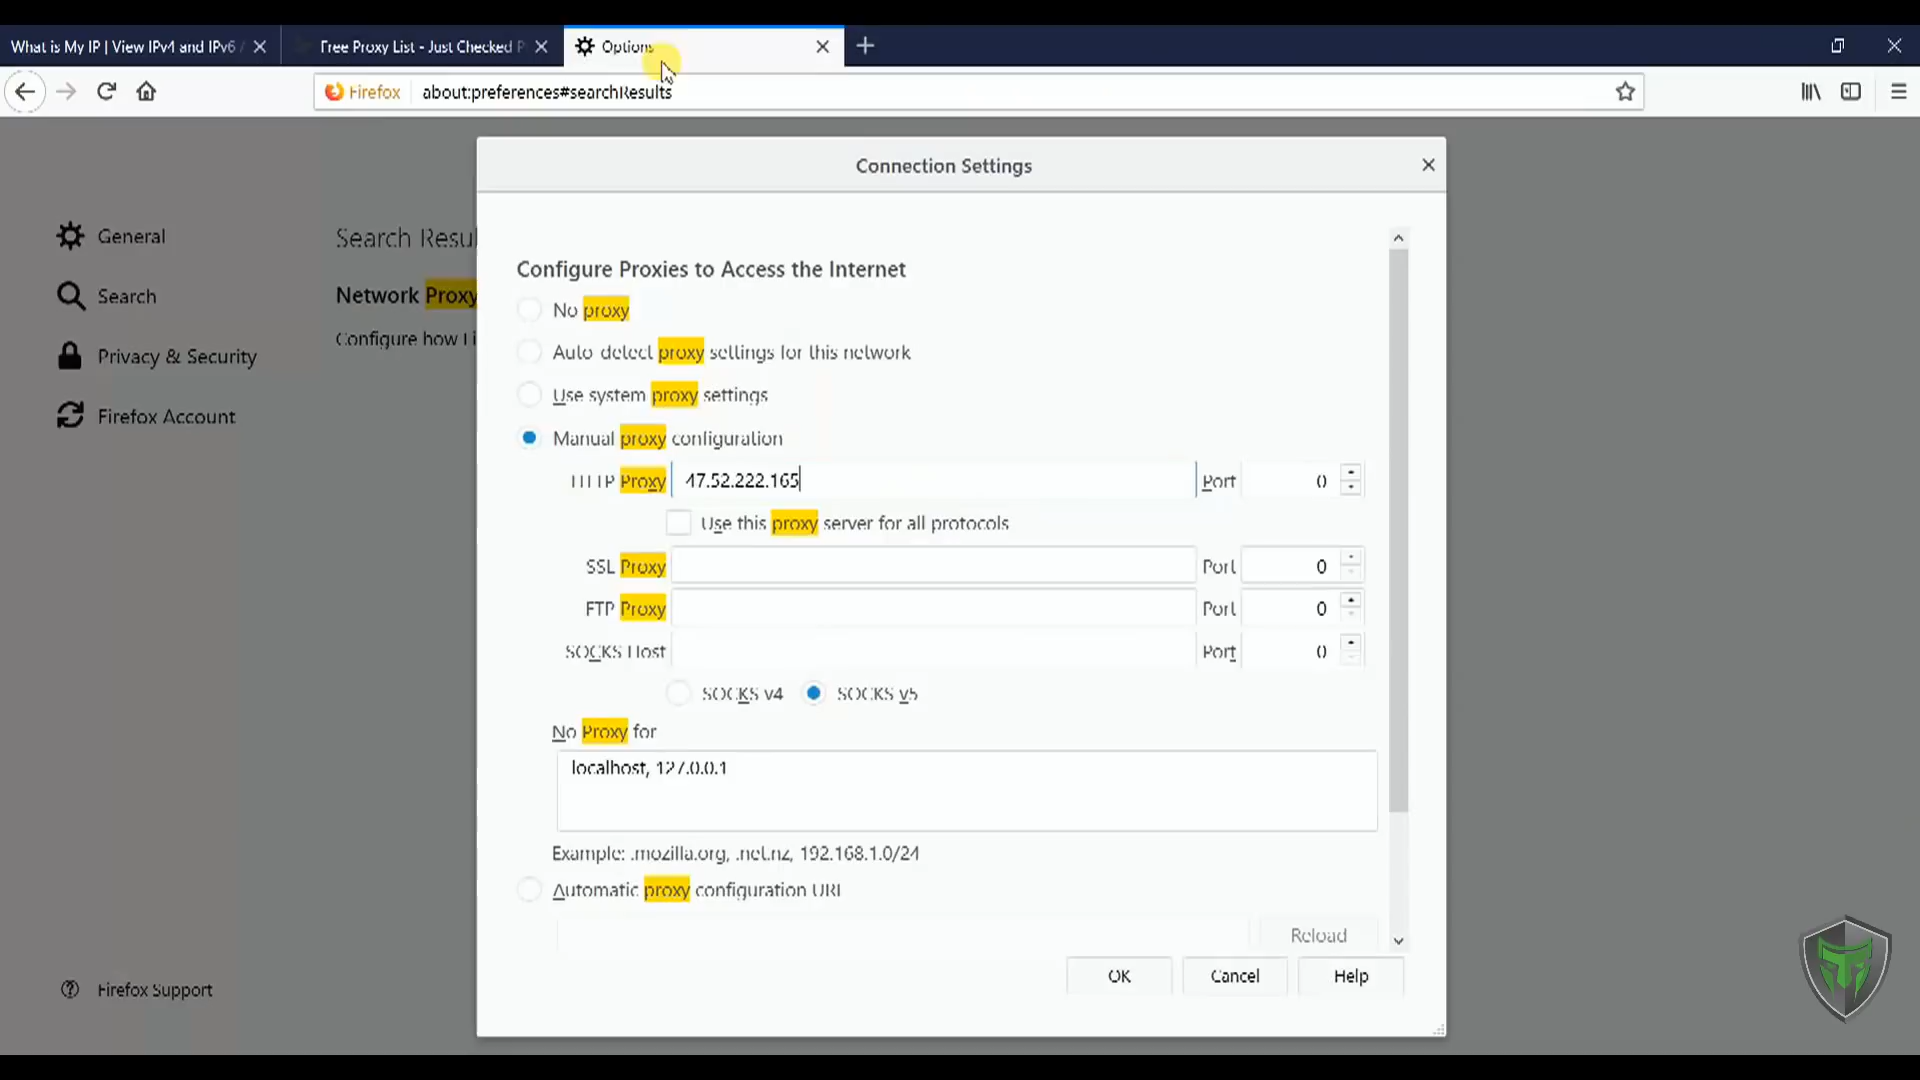 What is My IP | View IPv4 and IPv6 /
Free Proxy List - Just Checked P
Options
Firefox
about:preferences#searchResults
Connection Settings
General
Search
Privacy & Security
Firefox Account
Firefox Support
Search Resul
Network Proxy
Configure how Fi
Configure Proxies to Access the Internet
No proxy
Auto-detect proxy settings for this network
Use system proxy settings
Manual proxy configuration
HTTP Proxy 47.52.222.165 Port 0
Use this proxy server for all protocols
SSL Proxy Port 0
FTP Proxy Port 0
SOCKS Host Port 0
SOCKS v4 SOCKS v5
No Proxy for
localhost, 127.0.0.1
Example: .mozilla.org, .net.nz, 192.168.1.0/24
Automatic proxy configuration URL
Reload
OK Cancel Help